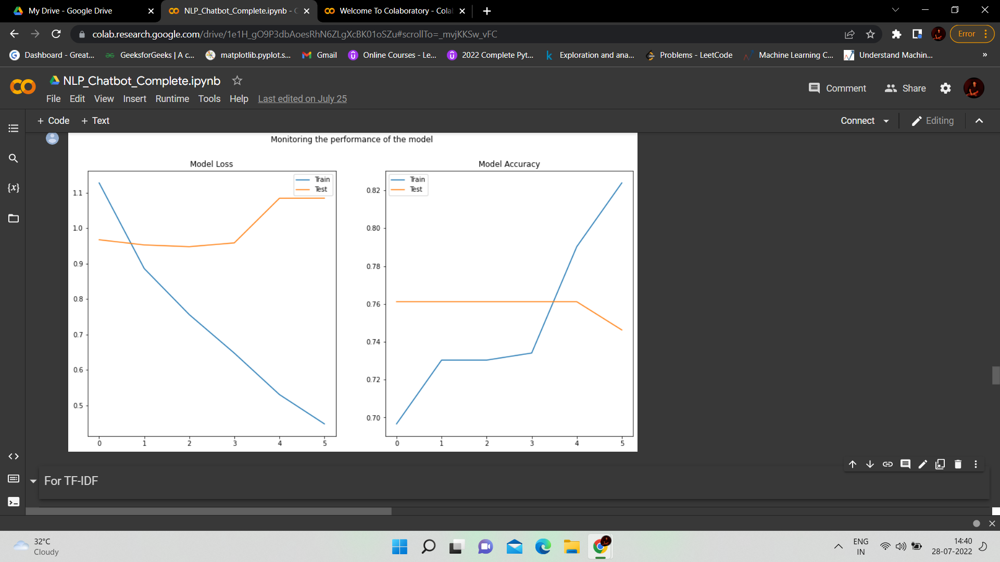 My Drive - Google Drive
NLP_Chatbot_Complete.ipynb - C
Welcome To Colaboratory - Colab
colab.research.google.com/drive/1e1H_gO9P3dbAoesRhN6ZLgXcBK01oSZu#scrollTo=_mvjKKSw_vFC
Error
Dashboard - Great...
GeeksforGeeks | A c...
matplotlib.pyplot.s...
Gmail
Online Courses - Le...
2022 Complete Pyt...
Exploration and ana...
Problems - LeetCode
Machine Learning C...
Understand Machin...
»
NLP_Chatbot_Complete.ipynb
Comment
Share
File Edit View Insert Runtime Tools Help Last edited on July 25
+ Code + Text
Connect
Editing
{x}
Monitoring the performance of the model
Model Loss
Train
Test
1.1
1.0
0.9
0.8
0.7
0.6
0.5
0 1 2 3 4 5
Model Accuracy
Train
Test
0.82
0.80
0.78
0.76
0.74
0.72
0.70
0 1 2 3 4 5
For TF-IDF
32°C
Cloudy
ENG
IN
14:40
28-07-2022